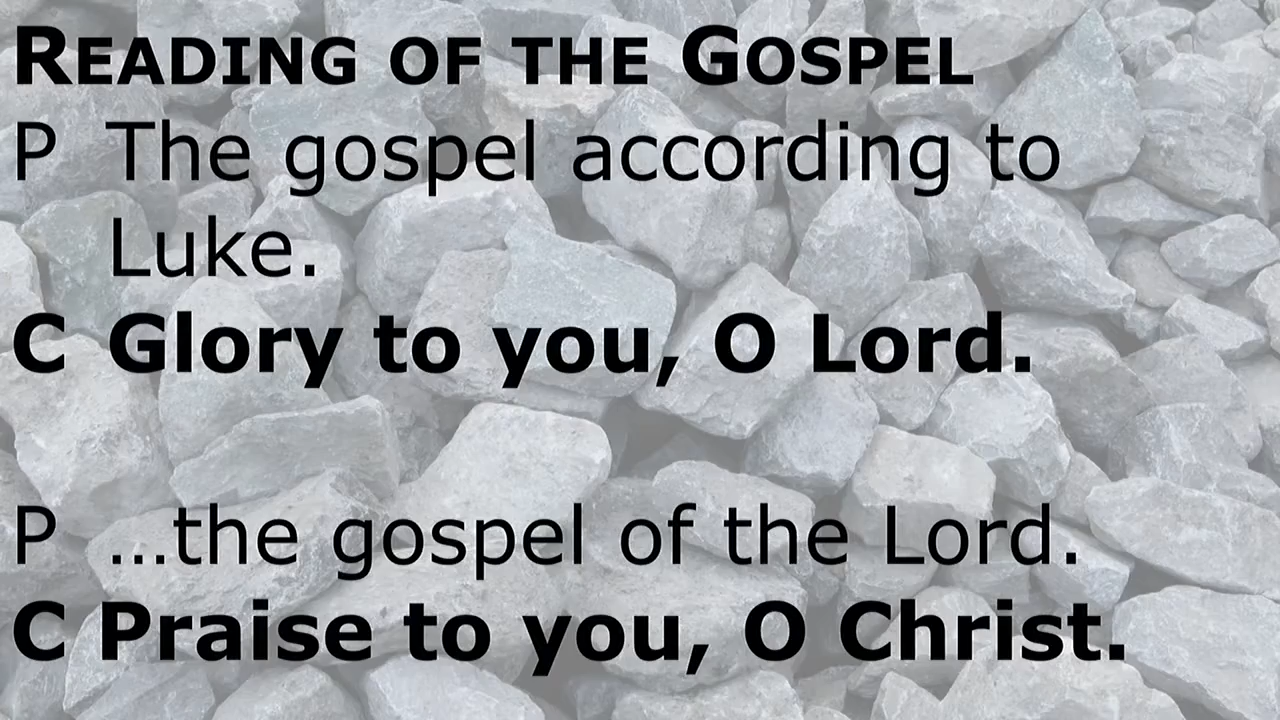 READING OF THE GOSPEL
P The gospel according to
Luke.
C Glory to you, O Lord.
P …the gospel of the Lord.
C Praise to you, O Christ.